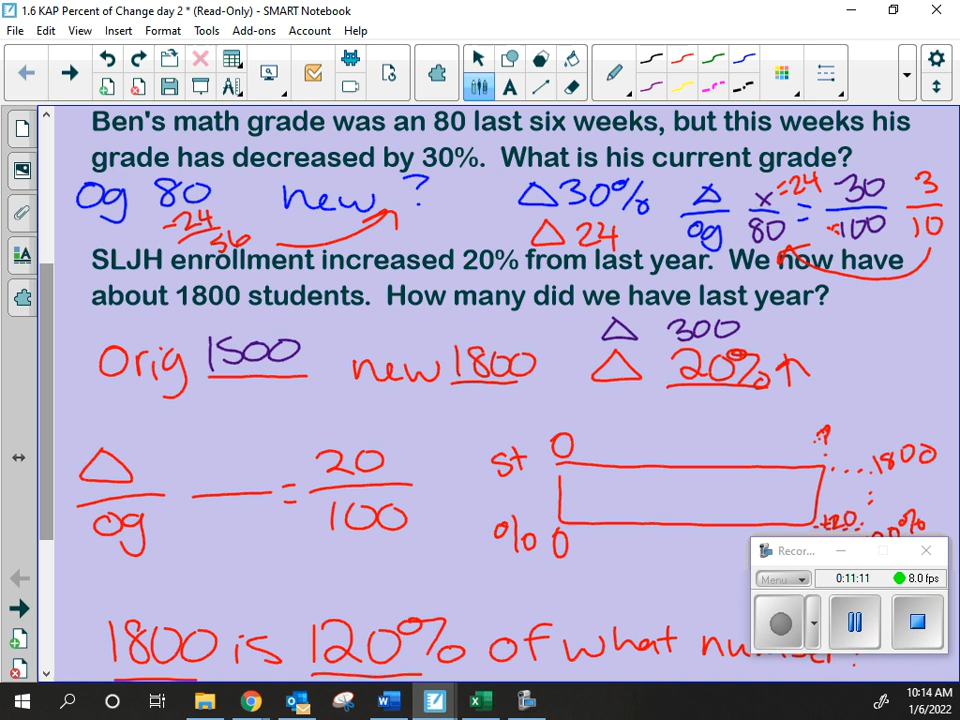 1.6 KAP Percent of Change day 2 * (Read-Only) - SMART Notebook
File Edit View Insert Format Tools Add-ons Account Help
Ben's math grade was an 80 last six weeks, but this weeks his
grade has decreased by 30%. What is his current grade?
Og 80 new ? Δ30% Δ/og x/80 = 30/100 3/10
=24
-24
56
Δ 24
SLJH enrollment increased 20% from last year. We now have
about 1800 students. How many did we have last year?
Δ 300
Orig 1500 new 1800 Δ 20% ↑
Δ/og = 20/100
st 0 ? 1800
% 0 +20
1800 is 120% of what number?
Recor...
Menu 0:11:11 8.0 fps
10:14 AM
1/6/2022